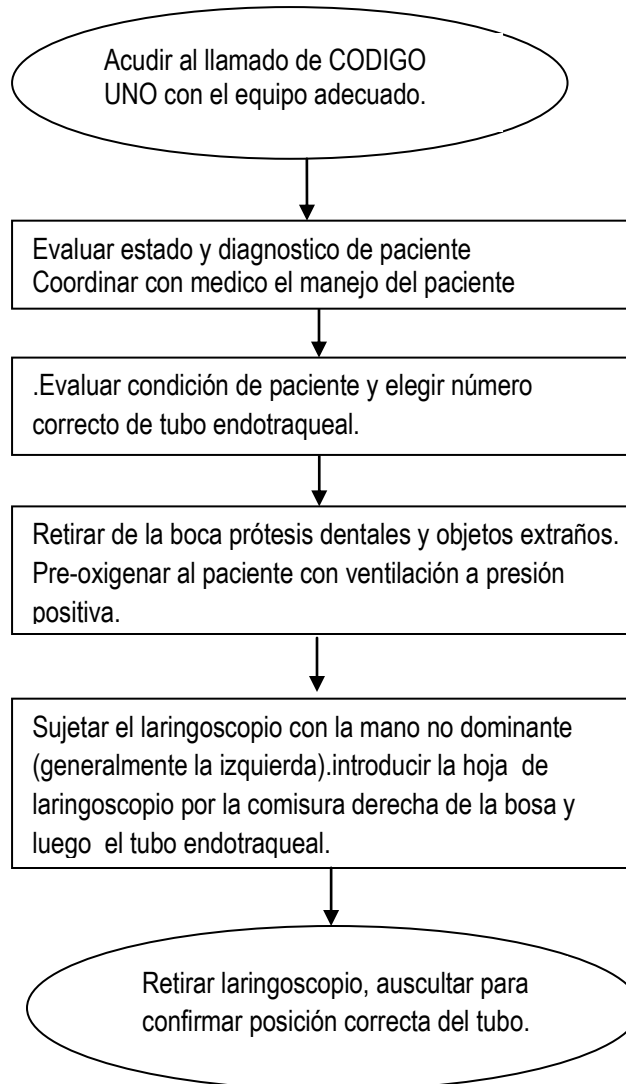 Acudir al llamado de CODIGO
UNO con el equipo adecuado.
Evaluar estado y diagnostico de paciente
Coordinar con medico el manejo del paciente
.Evaluar condición de paciente y elegir número
correcto de tubo endotraqueal.
Retirar de la boca prótesis dentales y objetos extraños.
Pre-oxigenar al paciente con ventilación a presión
positiva.
Sujetar el laringoscopio con la mano no dominante
(generalmente la izquierda).introducir la hoja de
laringoscopio por la comisura derecha de la bosa y
luego el tubo endotraqueal.
Retirar laringoscopio, auscultar para
confirmar posición correcta del tubo.